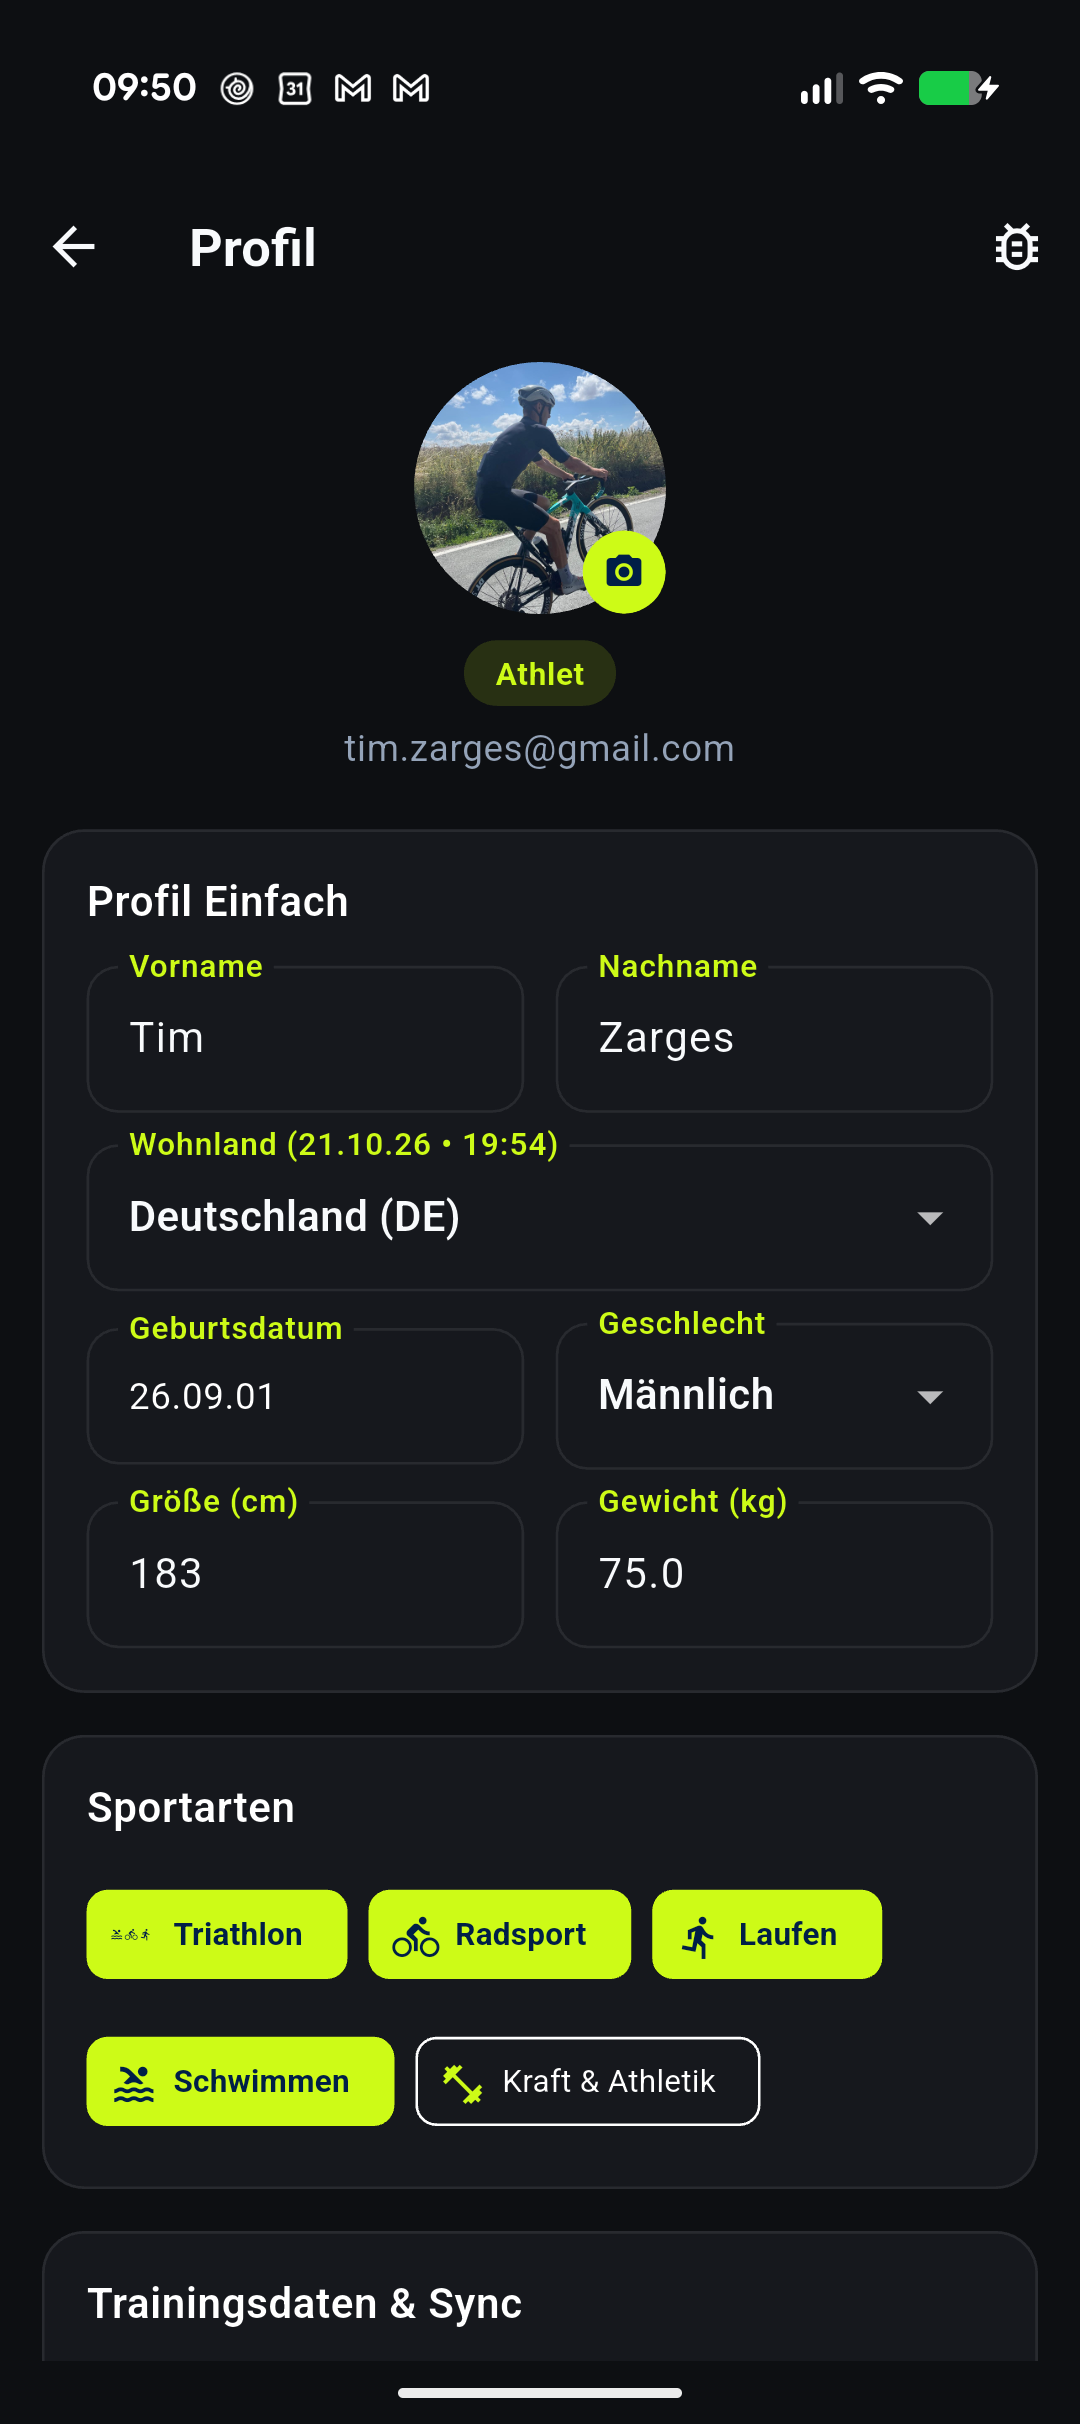 09:50
31
Profil
Athlet
tim.zarges@gmail.com
Profil Einfach
Vorname
Nachname
Tim
Zarges
Wohnland (21.10.26 • 19:54)
Deutschland (DE)
Geburtsdatum
Geschlecht
26.09.01
Männlich
Größe (cm)
Gewicht (kg)
183
75.0
Sportarten
Triathlon
Radsport
Laufen
Schwimmen
Kraft & Athletik
Trainingsdaten & Sync